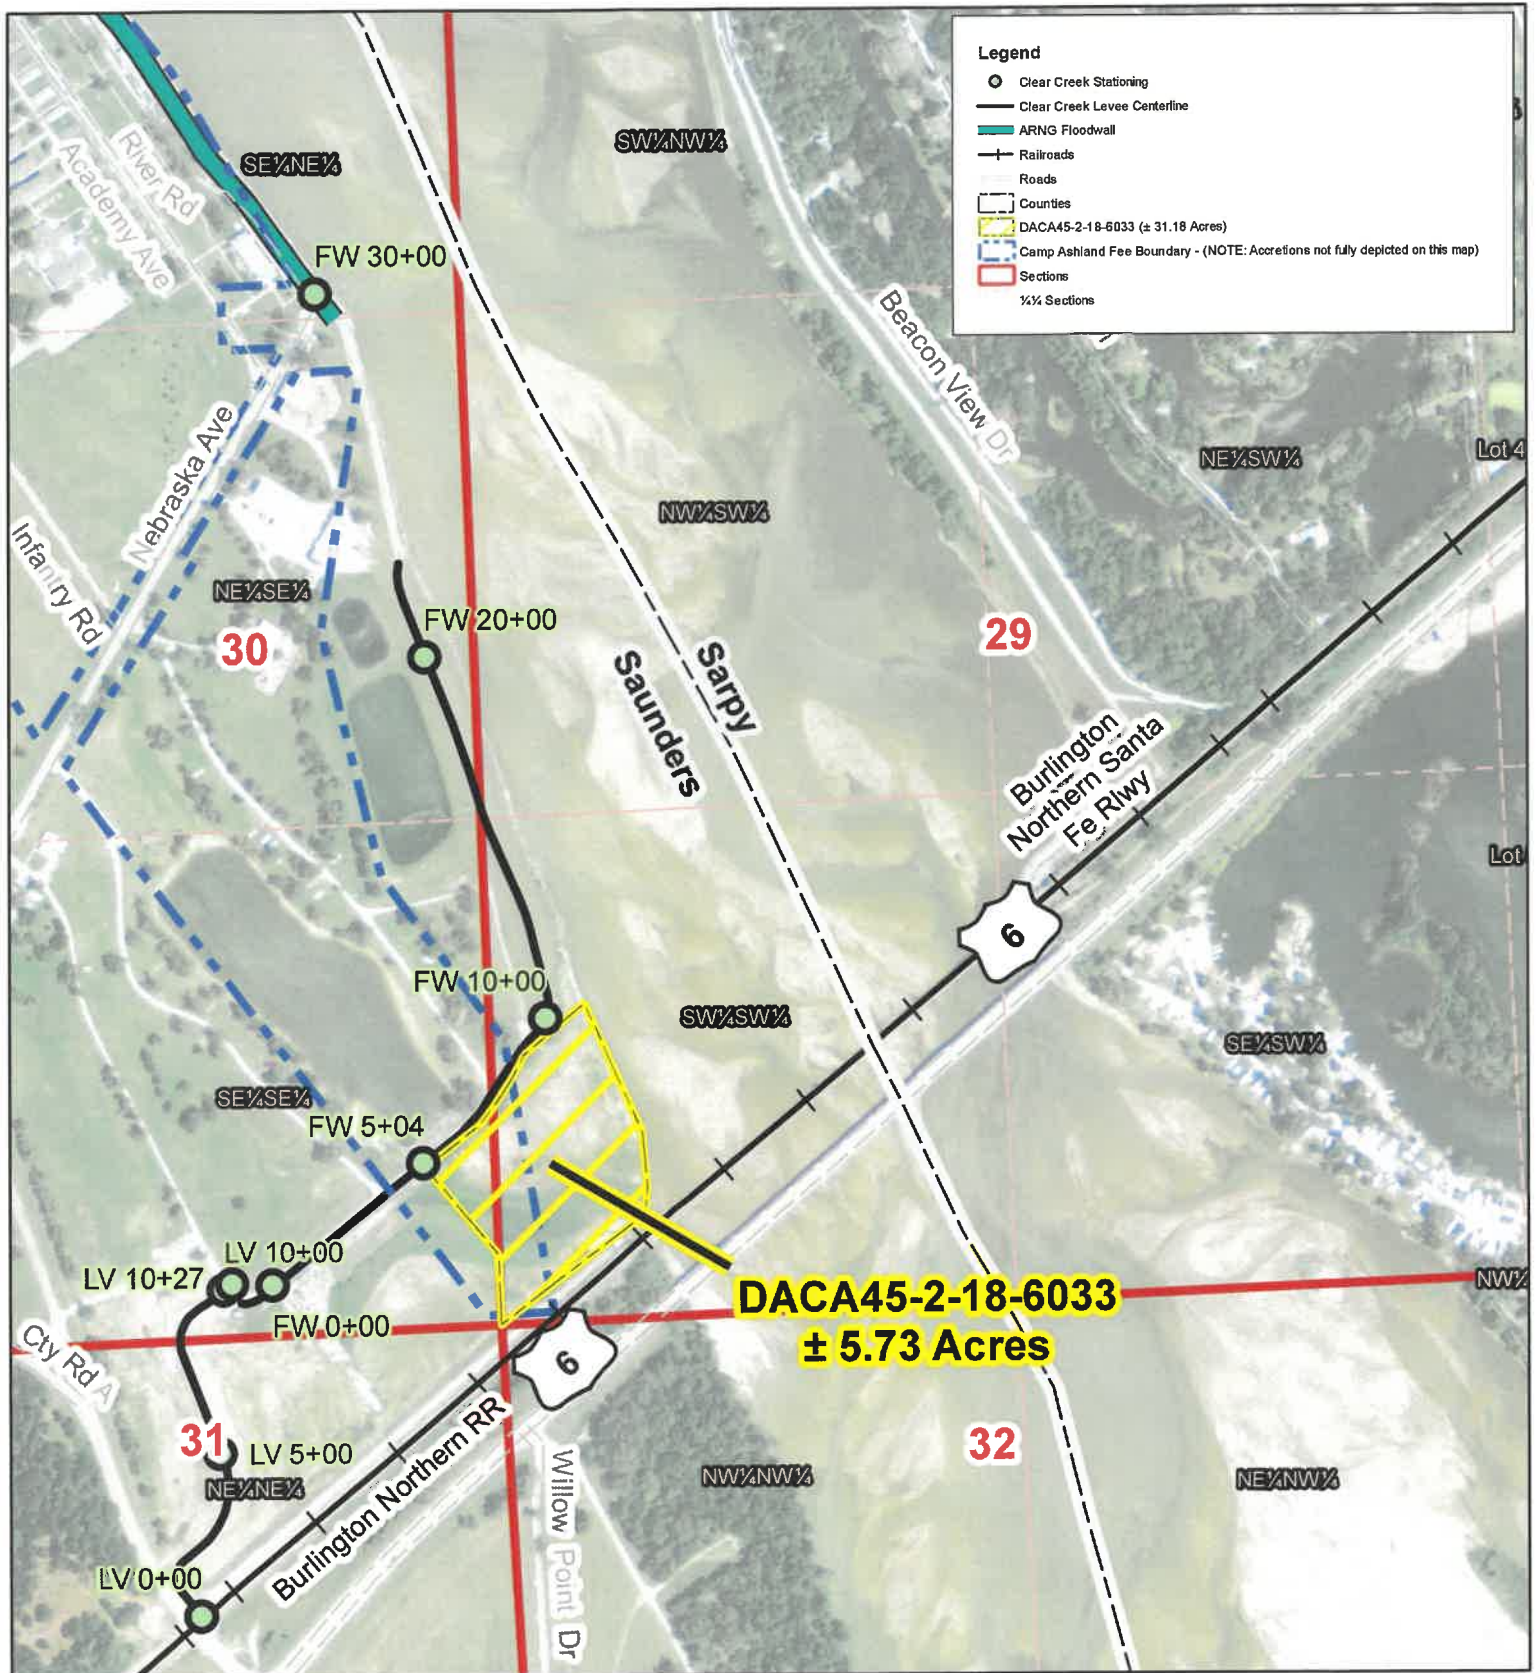 Legend
Clear Creek Stationing
Clear Creek Levee Centerline
ARNG Floodwall
Railroads
Roads
Counties
DACA45-2-18-6033 (± 31.18 Acres)
Camp Ashland Fee Boundary - (NOTE: Accretions not fully depicted on this map)
Sections
¼¼ Sections
River Rd
Academy Ave
SE¼NE¼
SW¼NW¼
FW 30+00
Beacon View Dr
Nebraska Ave
NE¼SW¼
Lot 4
NW¼SW¼
Infantry Rd
NE¼SE¼
FW 20+00
30
29
Sarpy
Saunders
Burlington
Northern Santa
Fe Rlwy
Lot
6
FW 10+00
SW¼SW¼
SE¼SW¼
SE¼SE¼
FW 5+04
LV 10+00
LV 10+27
FW 0+00
NW¼
DACA45-2-18-6033
± 5.73 Acres
Cty Rd A
6
31
LV 5+00
32
NE¼NE¼
Burlington Northern RR
NW¼NW¼
NE¼NW¼
Willow Point Dr
LV 0+00